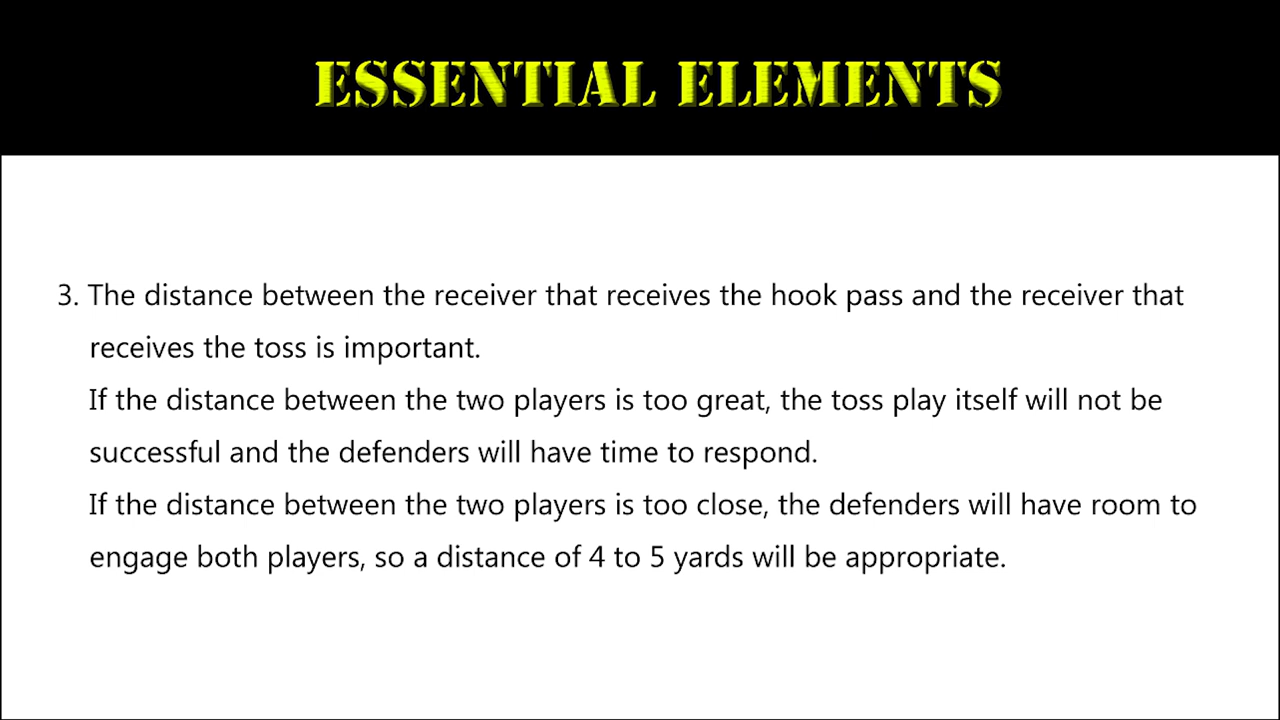 ESSENTIAL ELEMENTS
3. The distance between the receiver that receives the hook pass and the receiver that
receives the toss is important.
If the distance between the two players is too great, the toss play itself will not be
successful and the defenders will have time to respond.
If the distance between the two players is too close, the defenders will have room to
engage both players, so a distance of 4 to 5 yards will be appropriate.